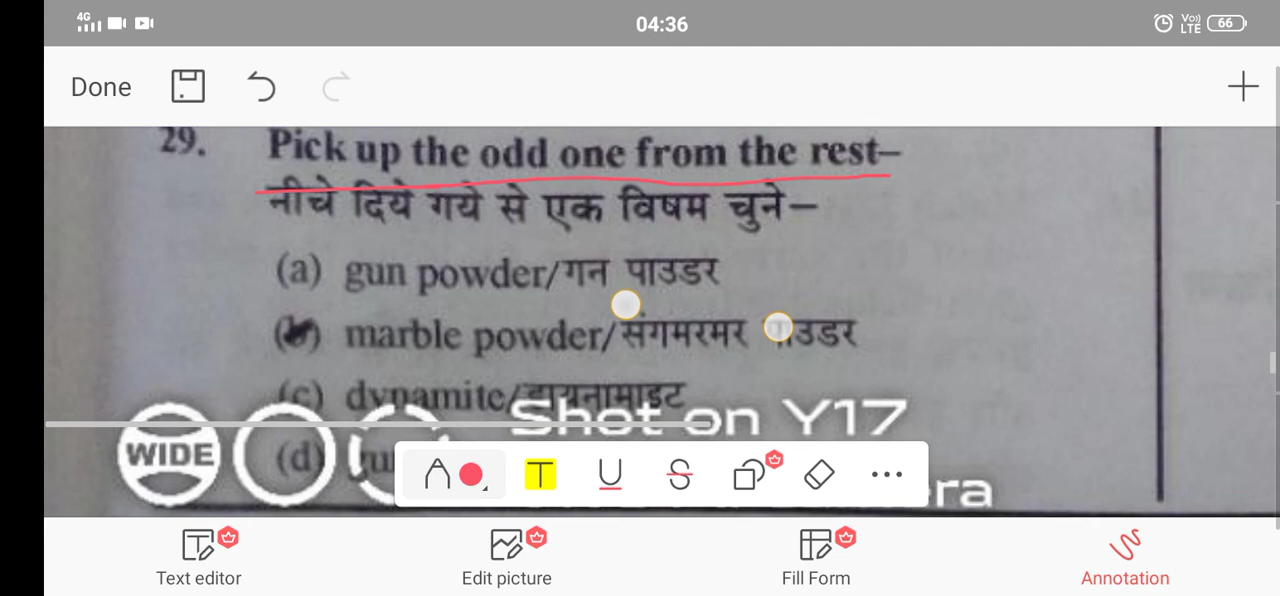 4G 04:36 Vo)) LTE 66
Done
29. Pick up the odd one from the rest–
नीचे दिये गये से एक विषम चुने–
(a) gun powder/गन पाउडर
(b) marble powder/संगमरमर पाउडर
(c) dynamite/डायनामाइट
Shot on Y17
WIDE
(d)
T U S
Text editor Edit picture Fill Form Annotation